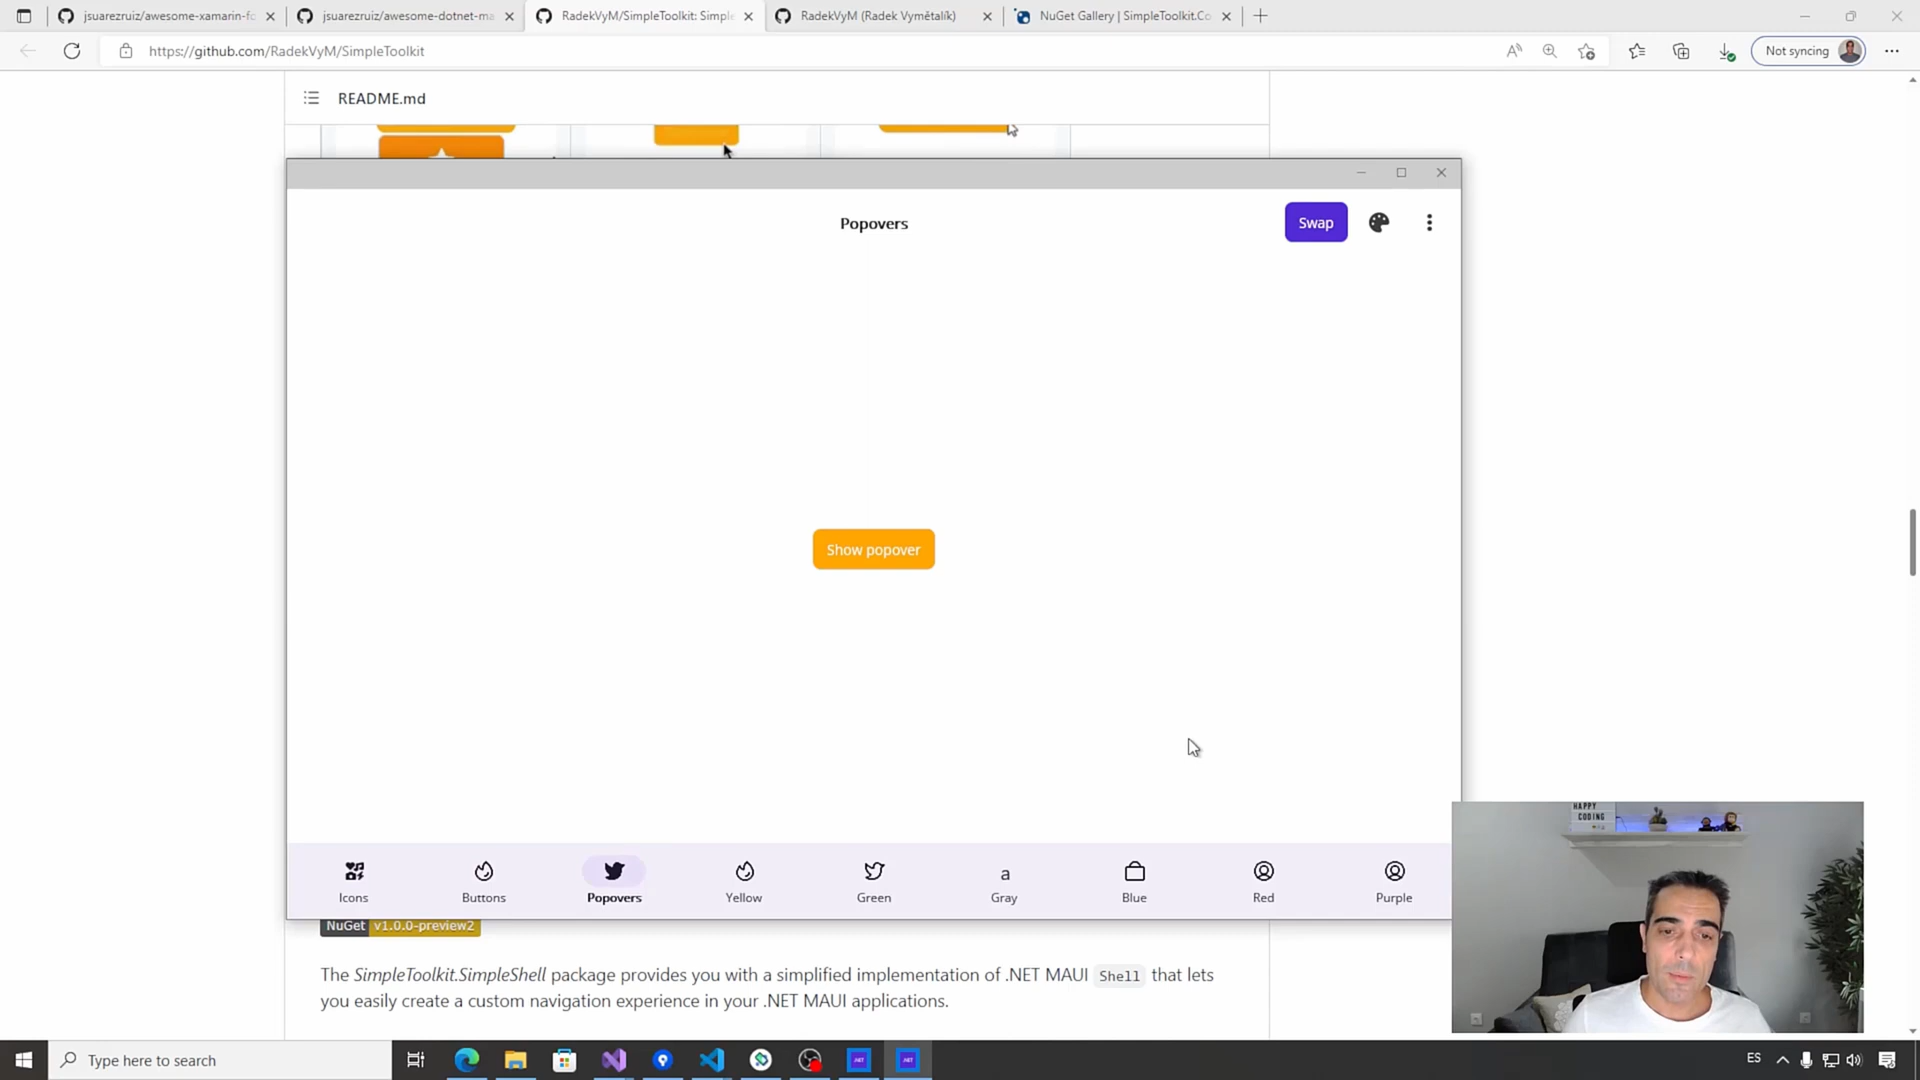 jsuarezruiz/awesome-xamarin-fo
jsuarezruiz/awesome-dotnet-ma
RadekVyM/SimpleToolkit: Simple
RadekVyM (Radek Vymětalík)
NuGet Gallery | SimpleToolkit.Co
https://github.com/RadekVyM/SimpleToolkit
Not syncing
README.md
Popovers
Swap
Show popover
Icons
Buttons
Popovers
Yellow
a
Green
Gray
Blue
Red
Purple
NuGet v1.0.0-preview2
The SimpleToolkit.SimpleShell package provides you with a simplified implementation of .NET MAUI Shell that lets
you easily create a custom navigation experience in your .NET MAUI applications.
HAPPY
CODING
Type here to search
.NET
.NET
ES